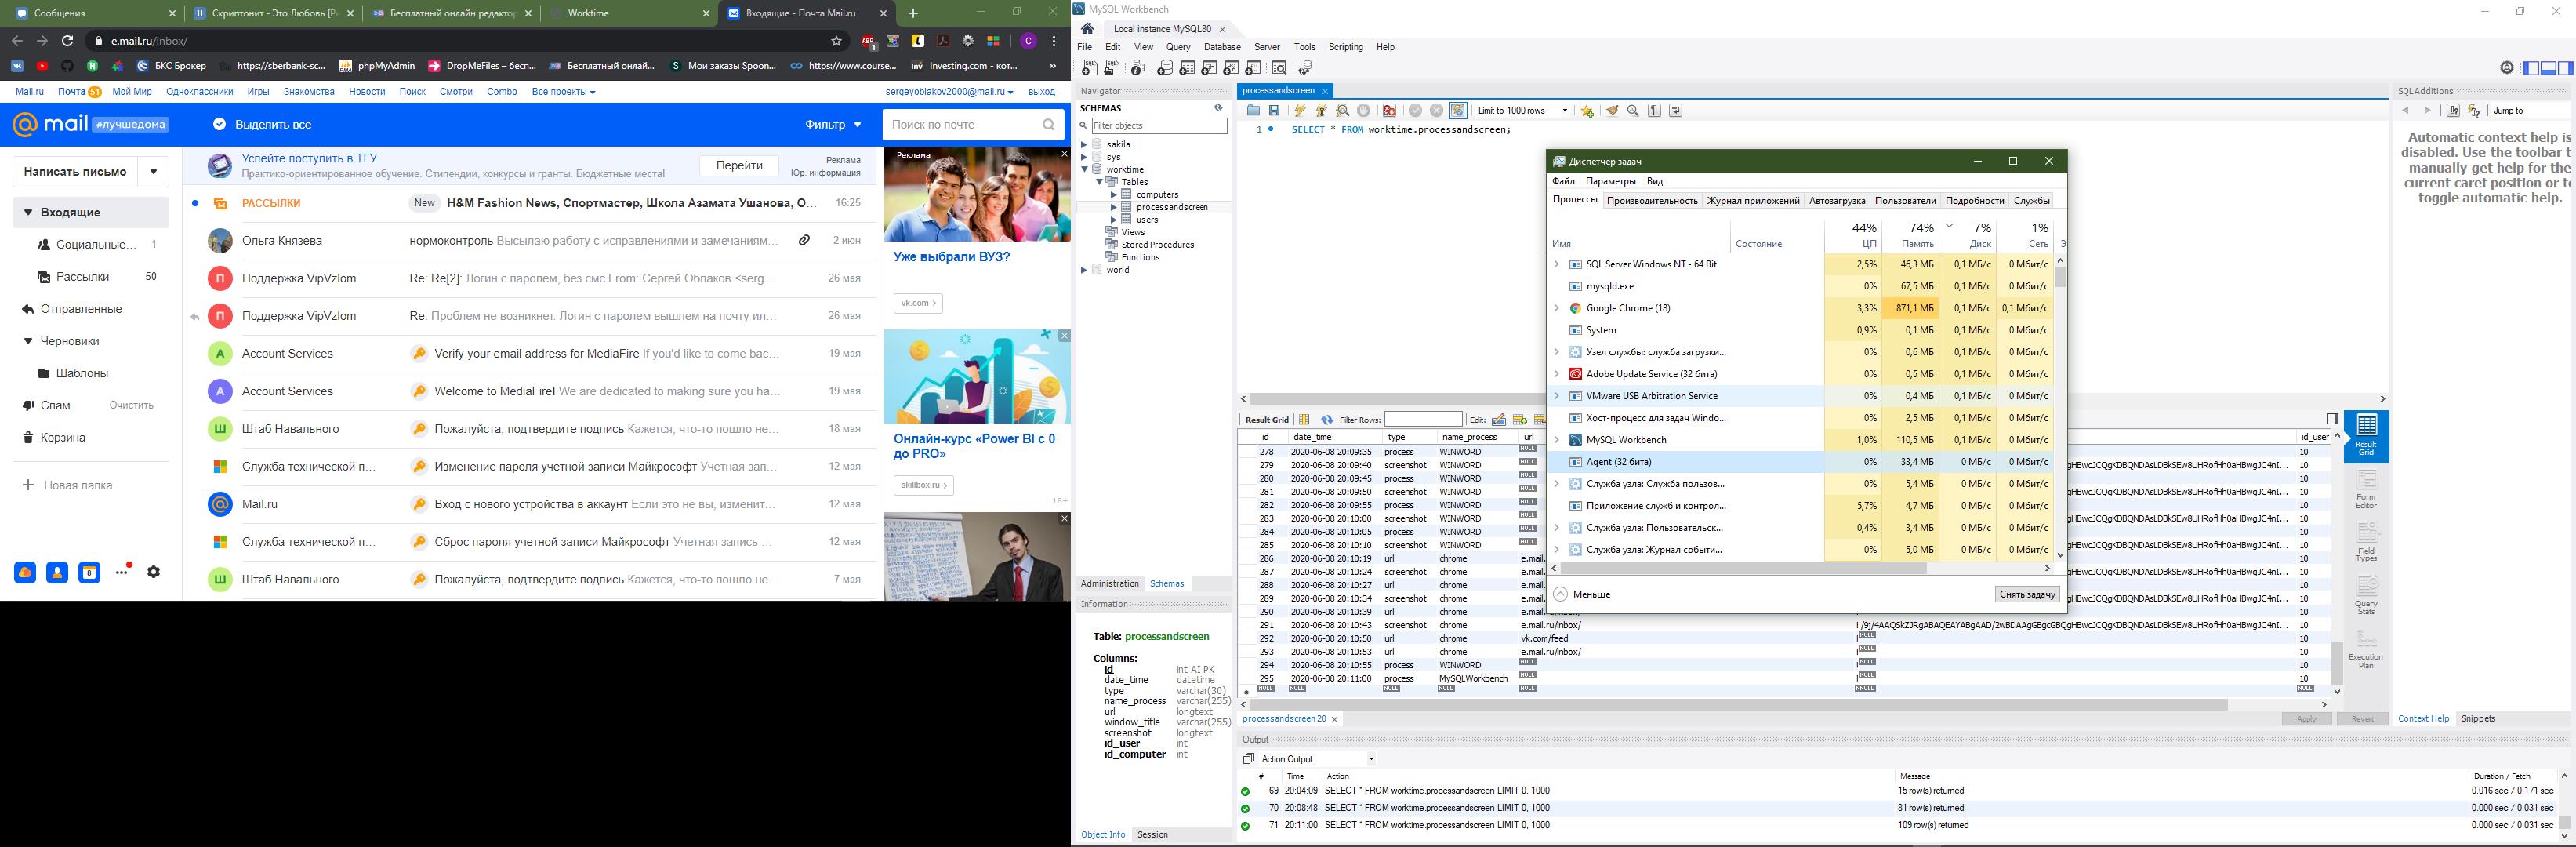 Сообщения
Скриптонит - Это Любовь [Р
Бесплатный онлайн редактор
Worktime
Входящие - Почта Mail.ru
e.mail.ru/inbox/
БКС Брокер
https://sberbank-sc...
phpMyAdmin
DropMeFiles – бесп...
Бесплатный онлай...
Мои заказы Spoon...
https://www.course...
Investing.com - кот...
Mail.ru
Почта 51
Мой Мир
Одноклассники
Игры
Знакомства
Новости
Поиск
Смотри
Combo
Все проекты
sergeyoblakov2000@mail.ru
выход
@ mail #лучшедома
Выделить все
Фильтр
Поиск по почте
Написать письмо
Входящие
Социальные... 1
Рассылки 50
Отправленные
Черновики
Шаблоны
Спам Очистить
Корзина
Новая папка
Успейте поступить в ТГУ
Практико-ориентированное обучение. Стипендии, конкурсы и гранты. Бюджетные места!
Перейти
Реклама
Юр. информация
РАССЫЛКИ New H&M Fashion News, Спортмастер, Школа Азамата Ушанова, О... 16:25
Ольга Князева нормоконтроль Высылаю работу с исправлениями и замечаниям... 2 июн
Поддержка VipVzlom Re: Re[2]: Логин с паролем, без смс From: Сергей Облаков <serg... 26 мая
Поддержка VipVzlom Re: Проблем не возникнет. Логин с паролем вышлем на почту ил... 26 мая
Account Services Verify your email address for MediaFire If you'd like to come bac... 19 мая
Account Services Welcome to MediaFire! We are dedicated to making sure you ha... 19 мая
Штаб Навального Пожалуйста, подтвердите подпись Кажется, что-то пошло не... 18 мая
Служба технической п... Изменение пароля учетной записи Майкрософт Учетная зап... 12 мая
Mail.ru Вход с нового устройства в аккаунт Если это не вы, изменит... 12 мая
Служба технической п... Сброс пароля учетной записи Майкрософт Учетная запись ... 12 мая
Штаб Навального Пожалуйста, подтвердите подпись Кажется, что-то пошло не... 7 мая
Реклама
Уже выбрали ВУЗ?
vk.com
Онлайн-курс «Power BI с 0
до PRO»
skillbox.ru
18+
MySQL Workbench
Local instance MySQL80
File Edit View Query Database Server Tools Scripting Help
Navigator
SCHEMAS
Filter objects
sakila
sys
worktime
Tables
computers
processandscreen
users
Views
Stored Procedures
Functions
world
Administration Schemas
Information
Table: processandscreen
Columns:
id int AI PK
date_time datetime
type varchar(30)
name_process varchar(255)
url longtext
window_title varchar(255)
screenshot longtext
id_user int
id_computer int
Object Info Session
processandscreen
Limit to 1000 rows
1 SELECT * FROM worktime.processandscreen;
SQLAdditions
Jump to
Automatic context help is
disabled. Use the toolbar t
manually get help for the
current caret position or to
toggle automatic help.
Диспетчер задач
Файл Параметры Вид
Процессы Производительность Журнал приложений Автозагрузка Пользователи Подробности Службы
44% 74% 7% 1%
Имя Состояние ЦП Память Диск Сеть Э
SQL Server Windows NT - 64 Bit 2,5% 46,3 МБ 0,1 МБ/с 0 Мбит/с
mysqld.exe 0% 67,5 МБ 0,1 МБ/с 0 Мбит/с
Google Chrome (18) 3,3% 871,1 МБ 0,1 МБ/с 0,1 Мбит/с
System 0,9% 0,1 МБ 0,1 МБ/с 0 Мбит/с
Узел службы: служба загрузки... 0% 0,6 МБ 0,1 МБ/с 0 Мбит/с
Adobe Update Service (32 бита) 0% 0,5 МБ 0,1 МБ/с 0 Мбит/с
VMware USB Arbitration Service 0% 0,4 МБ 0,1 МБ/с 0 Мбит/с
Хост-процесс для задач Windo... 0% 2,5 МБ 0,1 МБ/с 0 Мбит/с
MySQL Workbench 1,0% 110,5 МБ 0,1 МБ/с 0 Мбит/с
Agent (32 бита) 0% 33,4 МБ 0 МБ/с 0 Мбит/с
Служба узла: Служба пользов... 0% 5,4 МБ 0 МБ/с 0 Мбит/с
Приложение служб и контрол... 5,7% 4,7 МБ 0 МБ/с 0 Мбит/с
Служба узла: Пользовательск... 0,4% 3,4 МБ 0 МБ/с 0 Мбит/с
Служба узла: Журнал событи... 0% 5,0 МБ 0 МБ/с 0 Мбит/с
Меньше
Снять задачу
Result Grid Filter Rows: Edit:
id date_time type name_process url id_user
278 2020-06-08 20:09:35 process WINWORD NULL 10
279 2020-06-08 20:09:40 screenshot WINWORD NULL 10
280 2020-06-08 20:09:45 process WINWORD NULL 10
281 2020-06-08 20:09:50 screenshot WINWORD NULL 10
282 2020-06-08 20:09:55 process WINWORD NULL 10
283 2020-06-08 20:10:00 screenshot WINWORD NULL 10
284 2020-06-08 20:10:05 process WINWORD NULL 10
285 2020-06-08 20:10:10 screenshot WINWORD NULL 10
286 2020-06-08 20:10:19 url chrome e.mail. 10
287 2020-06-08 20:10:24 screenshot chrome e.mail. 10
288 2020-06-08 20:10:27 url chrome e.mail. 10
289 2020-06-08 20:10:34 screenshot chrome e.mail. 10
290 2020-06-08 20:10:39 url chrome e.mail.ru/inbox/ NULL 10
291 2020-06-08 20:10:43 screenshot chrome e.mail.ru/inbox/ 10
292 2020-06-08 20:10:50 url chrome vk.com/feed NULL 10
293 2020-06-08 20:10:53 url chrome e.mail.ru/inbox/ NULL 10
294 2020-06-08 20:10:55 process WINWORD NULL NULL 10
295 2020-06-08 20:11:00 process MySQLWorkbench NULL NULL 10
NULL NULL NULL NULL NULL NULL NULL
Result Grid
Form Editor
Field Types
Query Stats
Execution Plan
processandscreen 20
Apply Revert
Context Help Snippets
Output
Action Output
# Time Action Message Duration / Fetch
69 20:04:09 SELECT * FROM worktime.processandscreen LIMIT 0, 1000 15 row(s) returned 0.016 sec / 0.171 sec
70 20:08:48 SELECT * FROM worktime.processandscreen LIMIT 0, 1000 81 row(s) returned 0.000 sec / 0.031 sec
71 20:11:00 SELECT * FROM worktime.processandscreen LIMIT 0, 1000 109 row(s) returned 0.000 sec / 0.031 sec